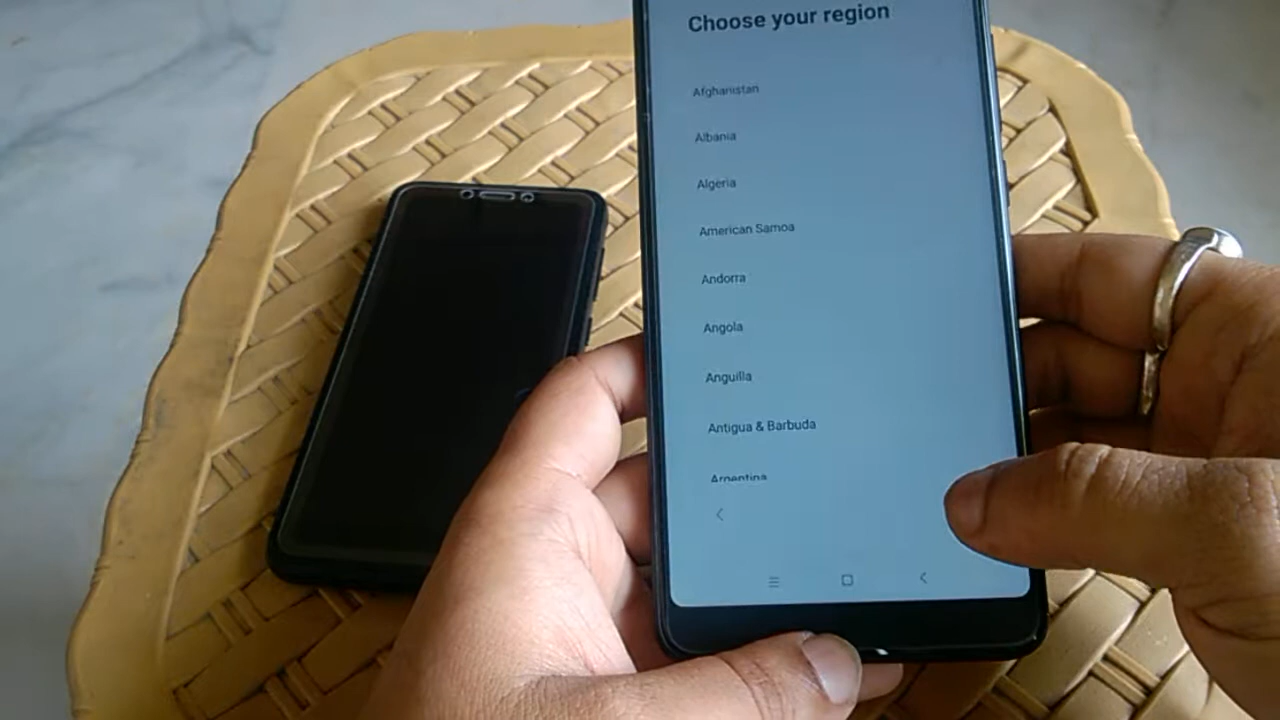 Choose your region
Afghanistan
Albania
Algeria
American Samoa
Andorra
Angola
Anguilla
Antigua & Barbuda
Argentina